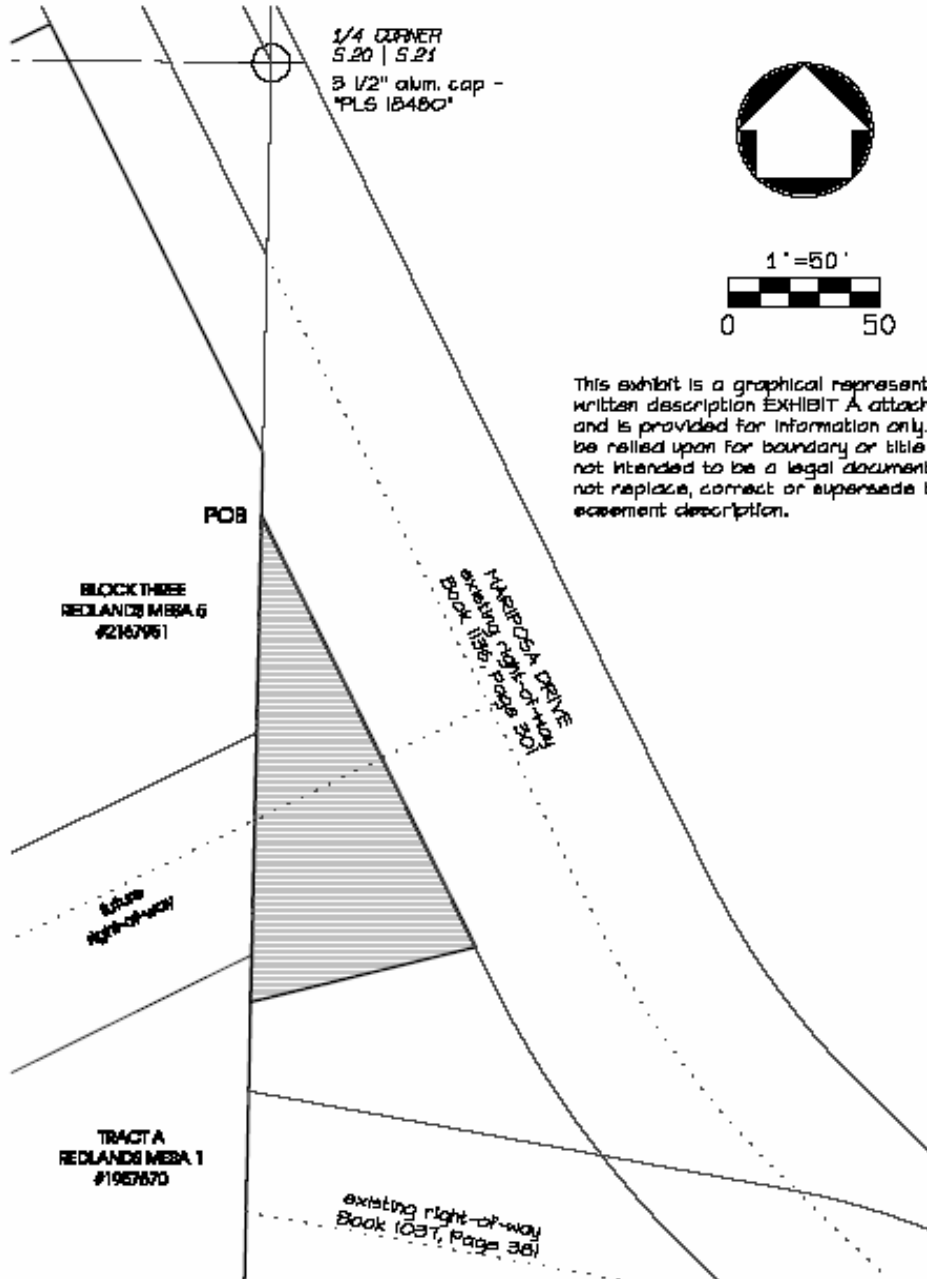 1/4 CORNER
S.20 | S.21
3 1/2" alum. cap -
"PLS 18480"
1"=50'
0 50
This exhibit is a graphical represent
written description EXHIBIT A attach
and is provided for information only.
be relied upon for boundary or title
not intended to be a legal document
not replace, correct or supersede
easement description.
POB
BLOCK THREE
REDLANDS MESA 6
#2167951
MARIPOSA DRIVE
existing right-of-way
Book 1135, Page 301
future
right-of-way
TRACT A
REDLANDS MESA 1
#1957570
existing right-of-way
Book 1037, Page 381